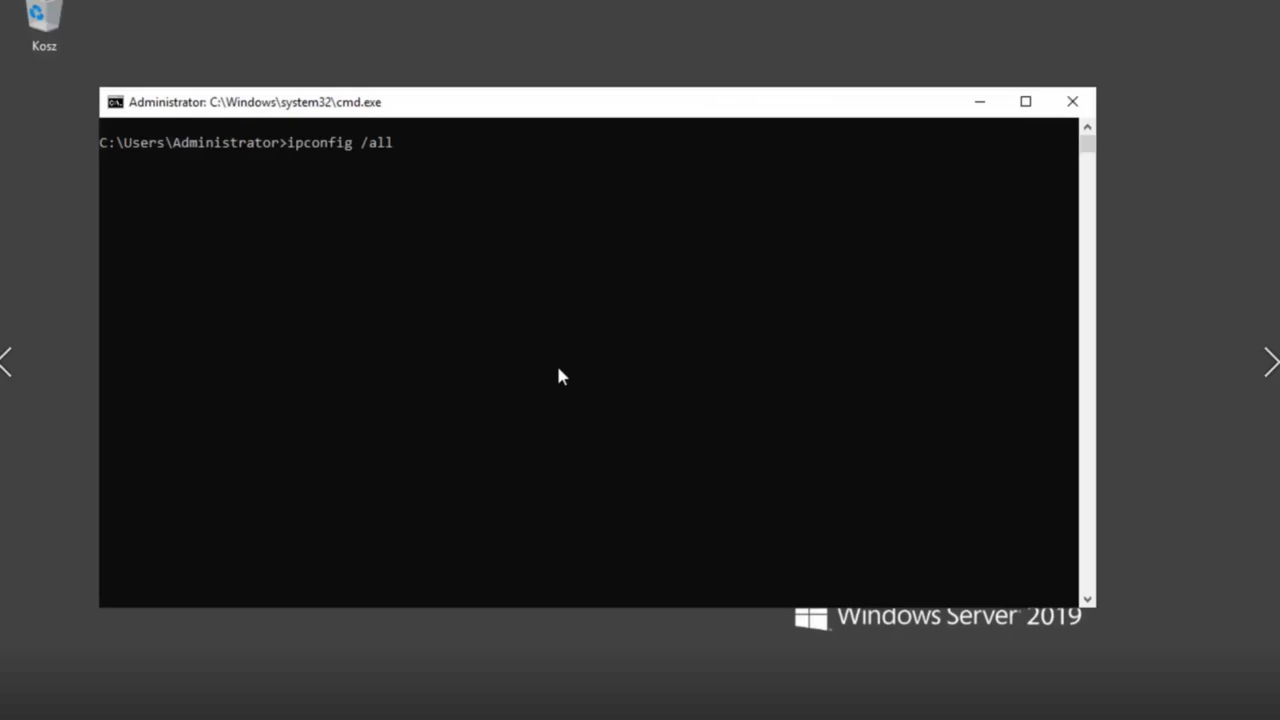 Kosz
Administrator: C:\Windows\system32\cmd.exe
C:\Users\Administrator>ipconfig /all
Windows Server 2019